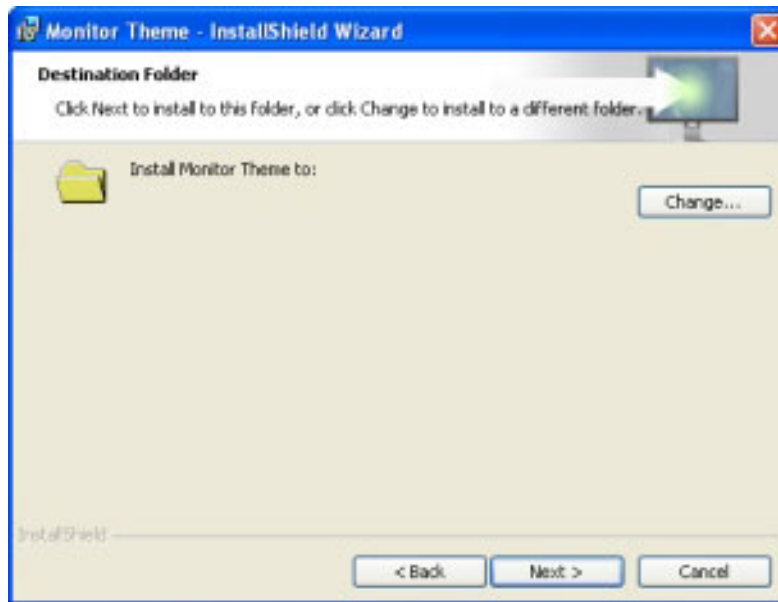 Monitor Theme - InstallShield Wizard
Destination Folder
Click Next to install to this folder, or click Change to install to a different folder.
Install Monitor Theme to:
Change...
InstallShield
< Back
Next >
Cancel